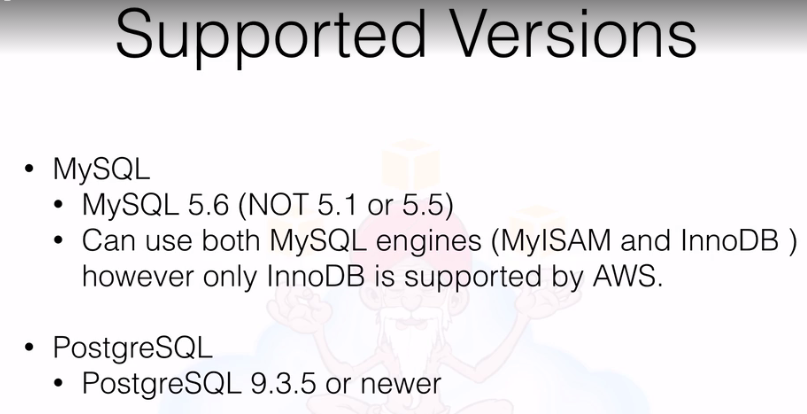 Supported Versions
• MySQL
• MySQL 5.6 (NOT 5.1 or 5.5)
• Can use both MySQL engines (MyISAM and InnoDB )
however only InnoDB is supported by AWS.
• PostgreSQL
• PostgreSQL 9.3.5 or newer